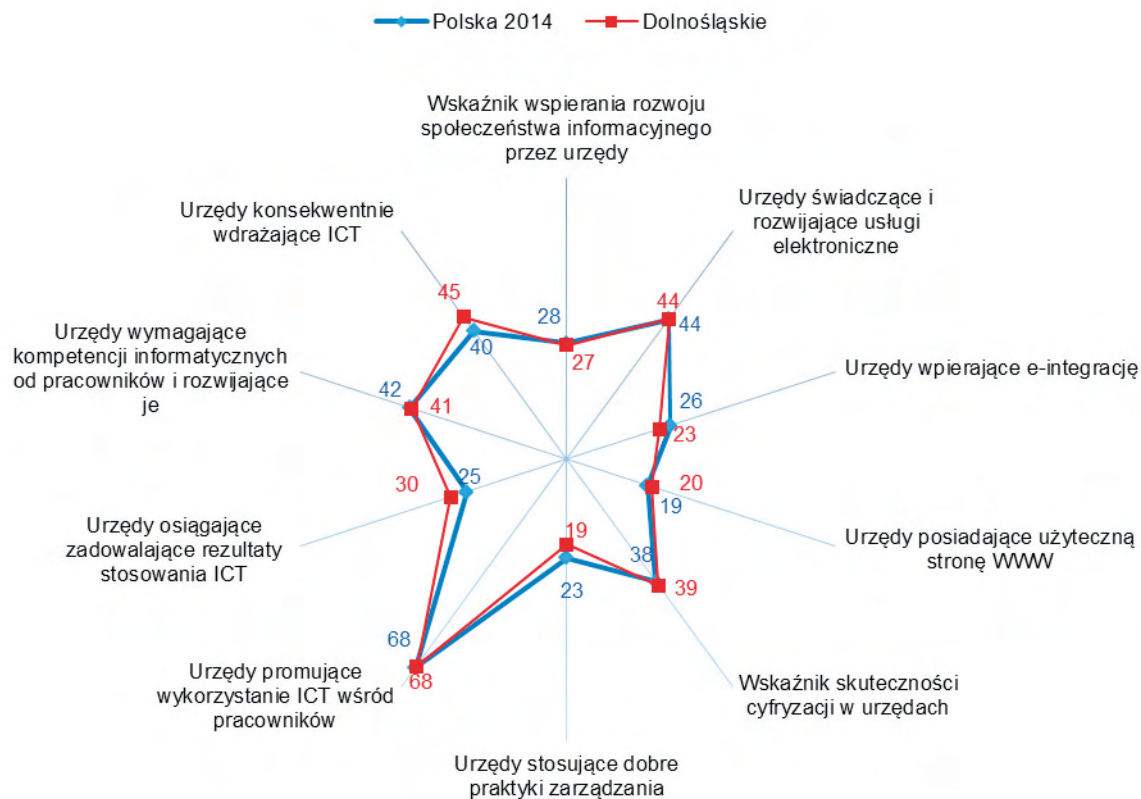 Polska 2014 Dolnośląskie
Wskaźnik wspierania rozwoju
społeczeństwa informacyjnego
przez urzędy
Urzędy świadczące i
rozwijające usługi
elektroniczne
Urzędy wpierające e-integrację
Urzędy posiadające użyteczną
stronę WWW
Wskaźnik skuteczności
cyfryzacji w urzędach
Urzędy stosujące dobre
praktyki zarządzania
Urzędy promujące
wykorzystanie ICT wśród
pracowników
Urzędy osiągające
zadowalające rezultaty
stosowania ICT
Urzędy wymagające
kompetencji informatycznych
od pracowników i rozwijające
je
Urzędy konsekwentnie
wdrażające ICT
28
27
44
44
26
23
20
19
38
39
19
23
68
68
30
25
42
41
45
40